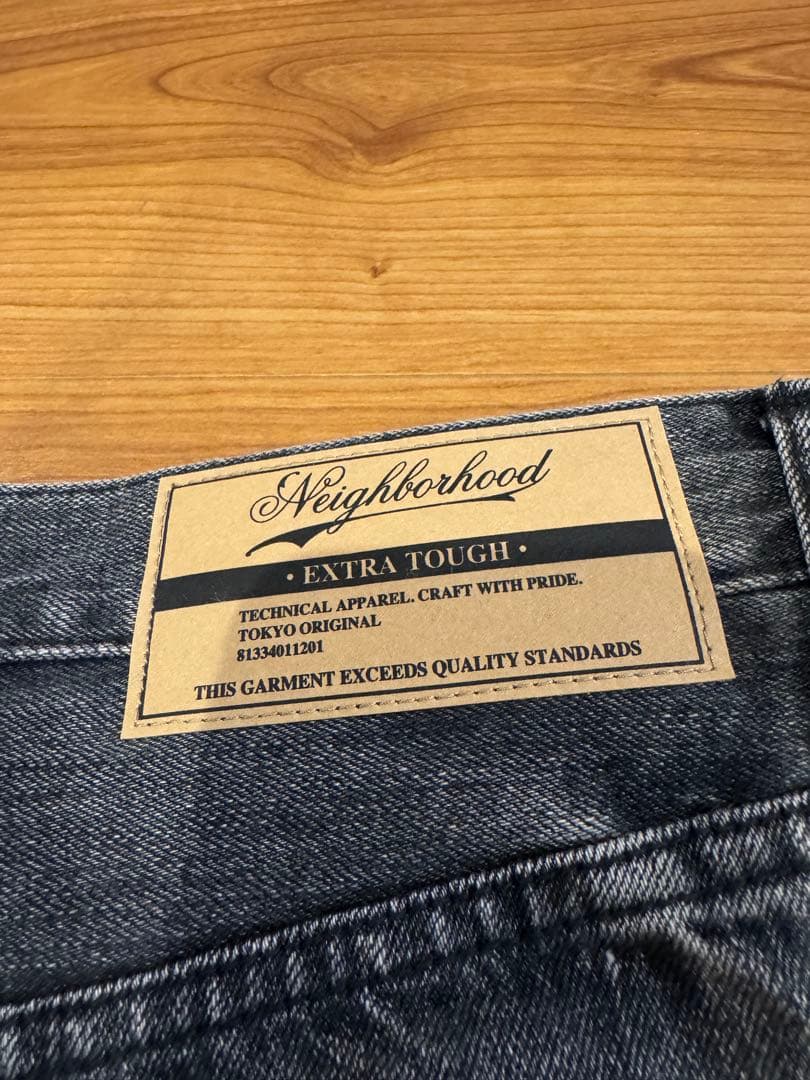 Neighborhood
• EXTRA TOUGH •
TECHNICAL APPAREL. CRAFT WITH PRIDE.
TOKYO ORIGINAL
81334011201
THIS GARMENT EXCEEDS QUALITY STANDARDS